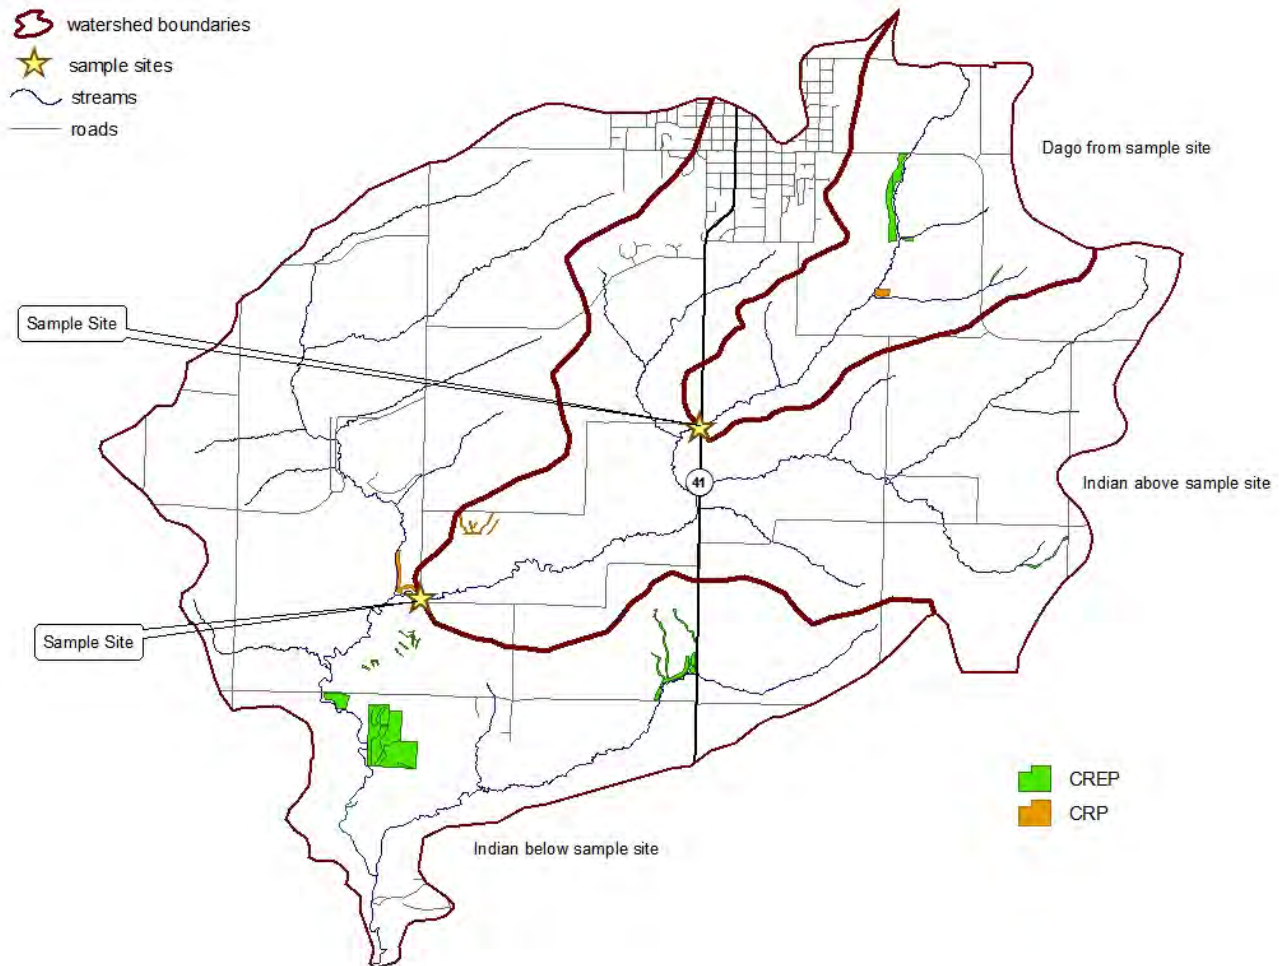 watershed boundaries
sample sites
streams
roads
Dago from sample site
Sample Site
41
Indian above sample site
Sample Site
CREP
CRP
Indian below sample site